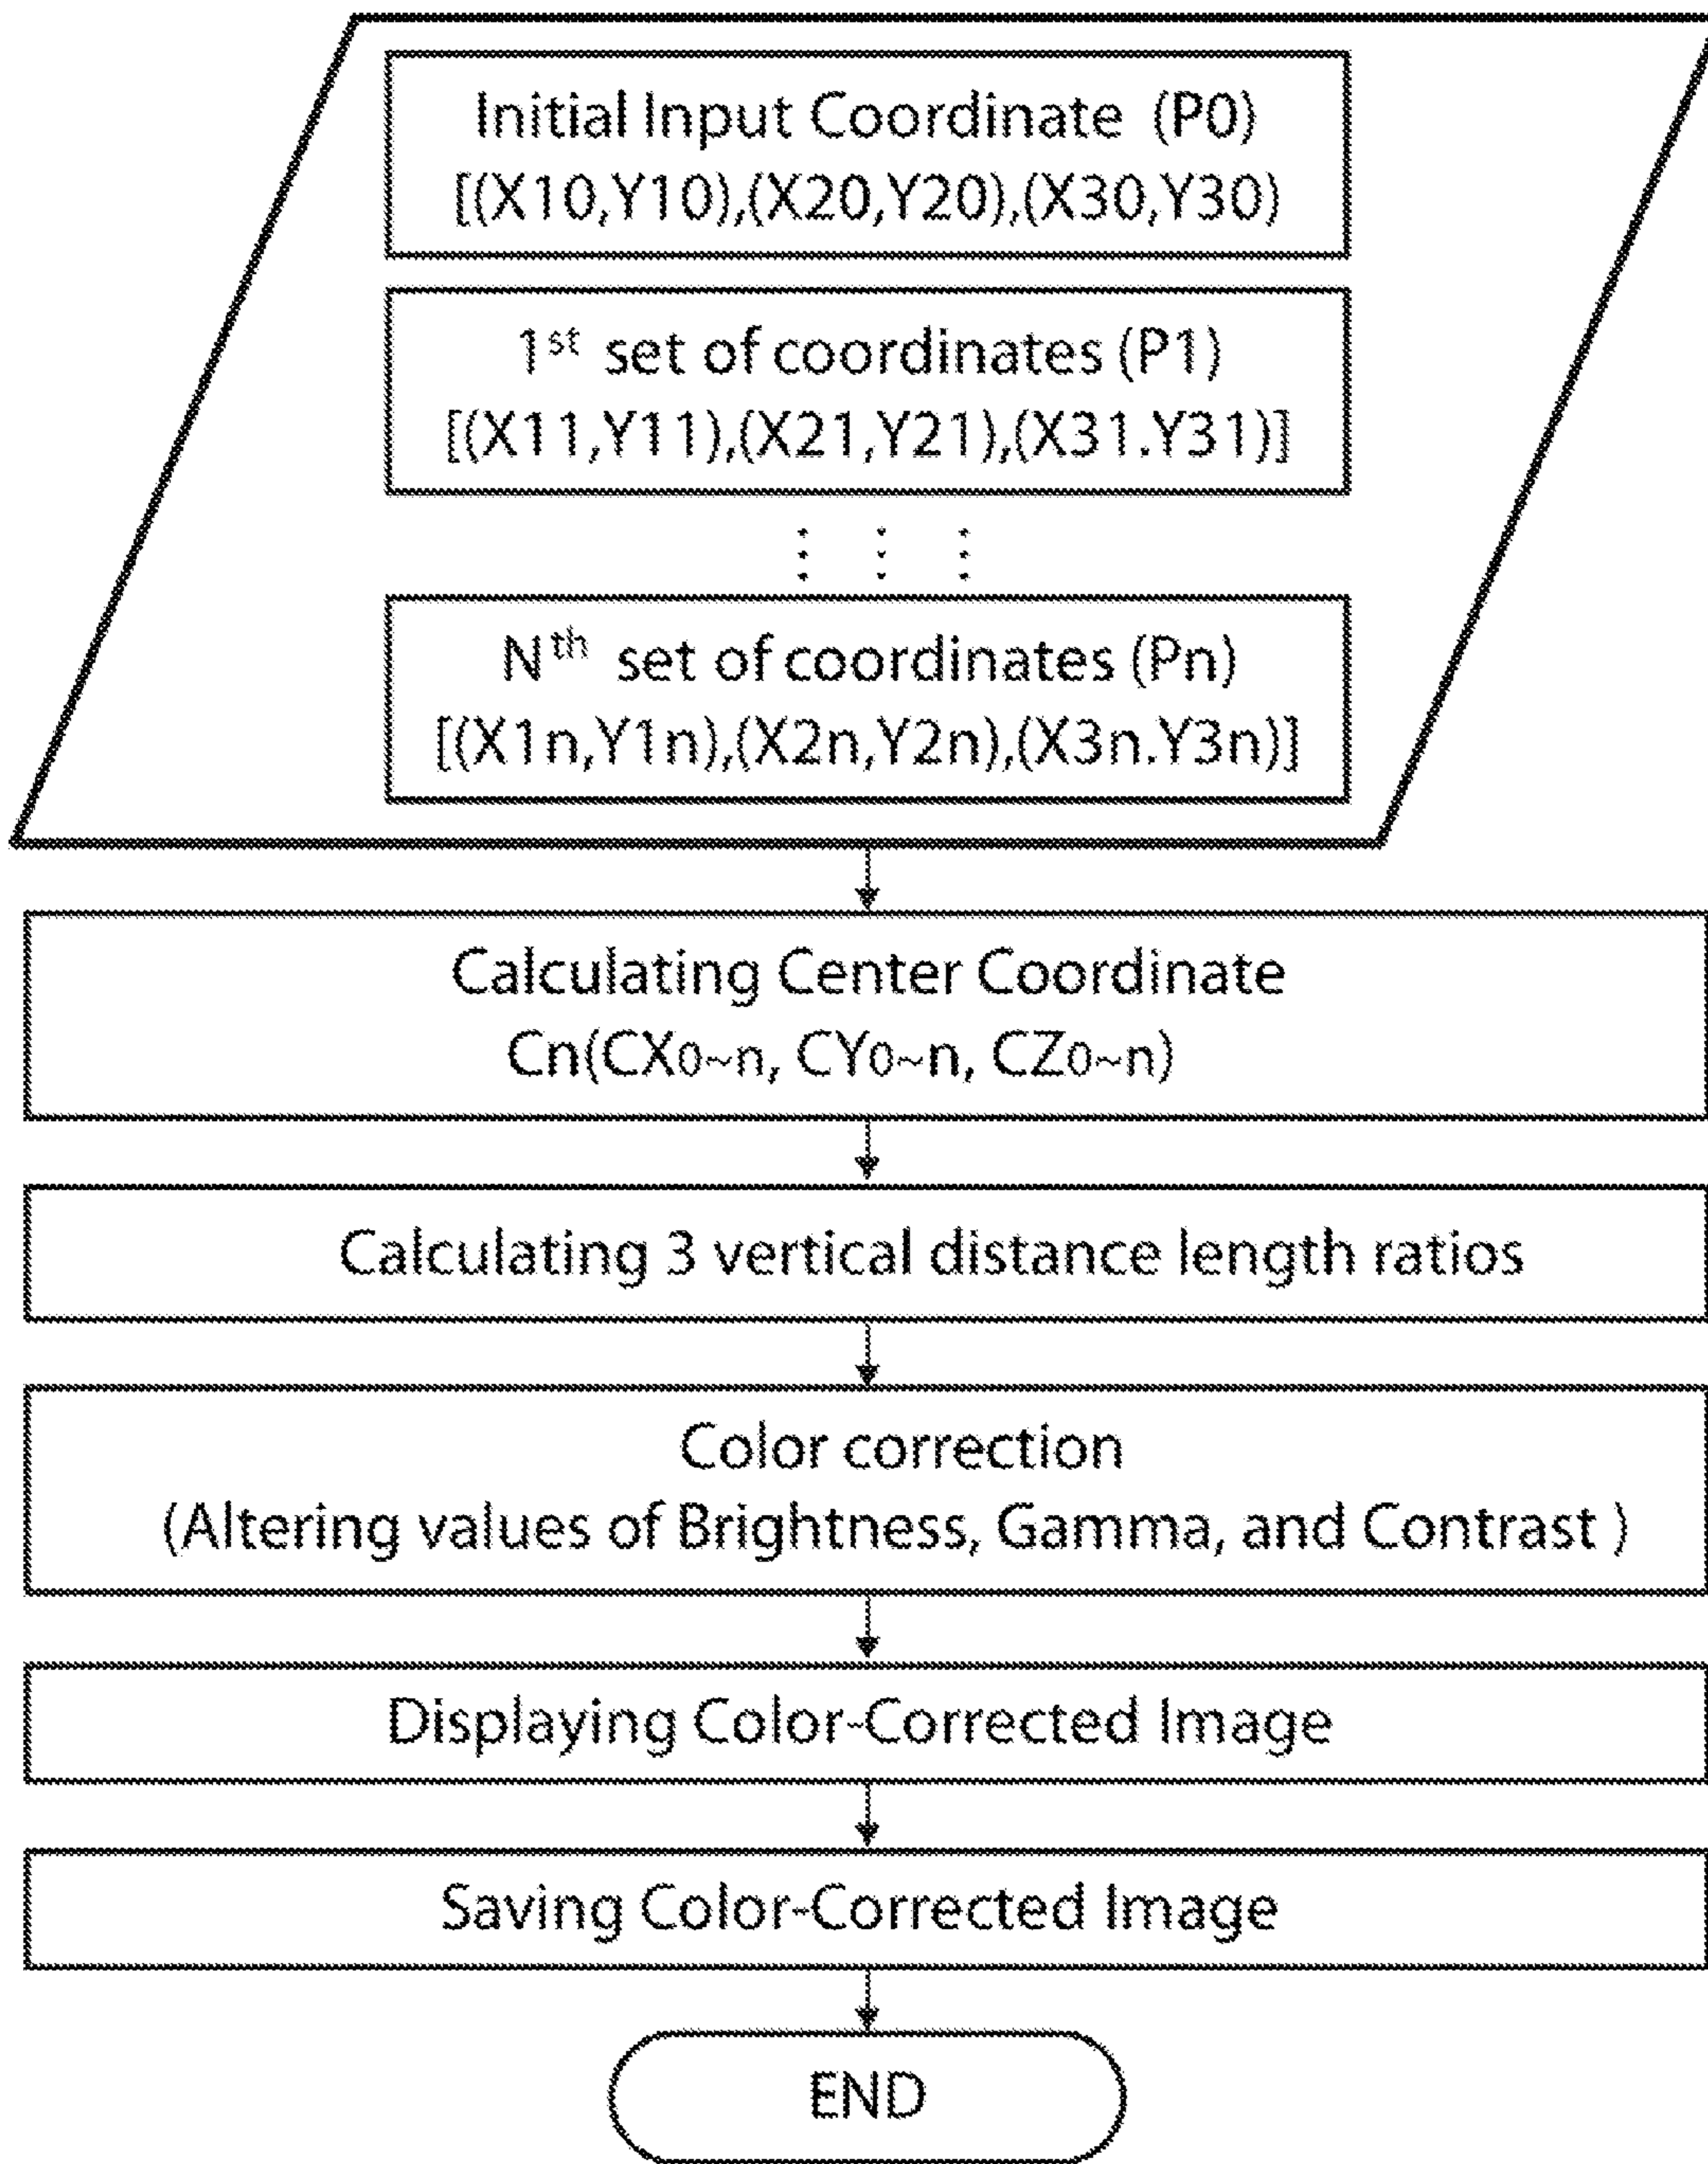 Initial Input Coordinate (P0)
[(X10,Y10),(X20,Y20),(X30,Y30)
1st set of coordinates (P1)
[(X11,Y11),(X21,Y21),(X31.Y31)]
Nth set of coordinates (Pn)
[(X1n,Y1n),(X2n,Y2n),(X3n.Y3n)]
Calculating Center Coordinate
Cn(CX0~n, CY0~n, CZ0~n)
Calculating 3 vertical distance length ratios
Color correction
(Altering values of Brightness, Gamma, and Contrast )
Displaying Color-Corrected Image
Saving Color-Corrected Image
END